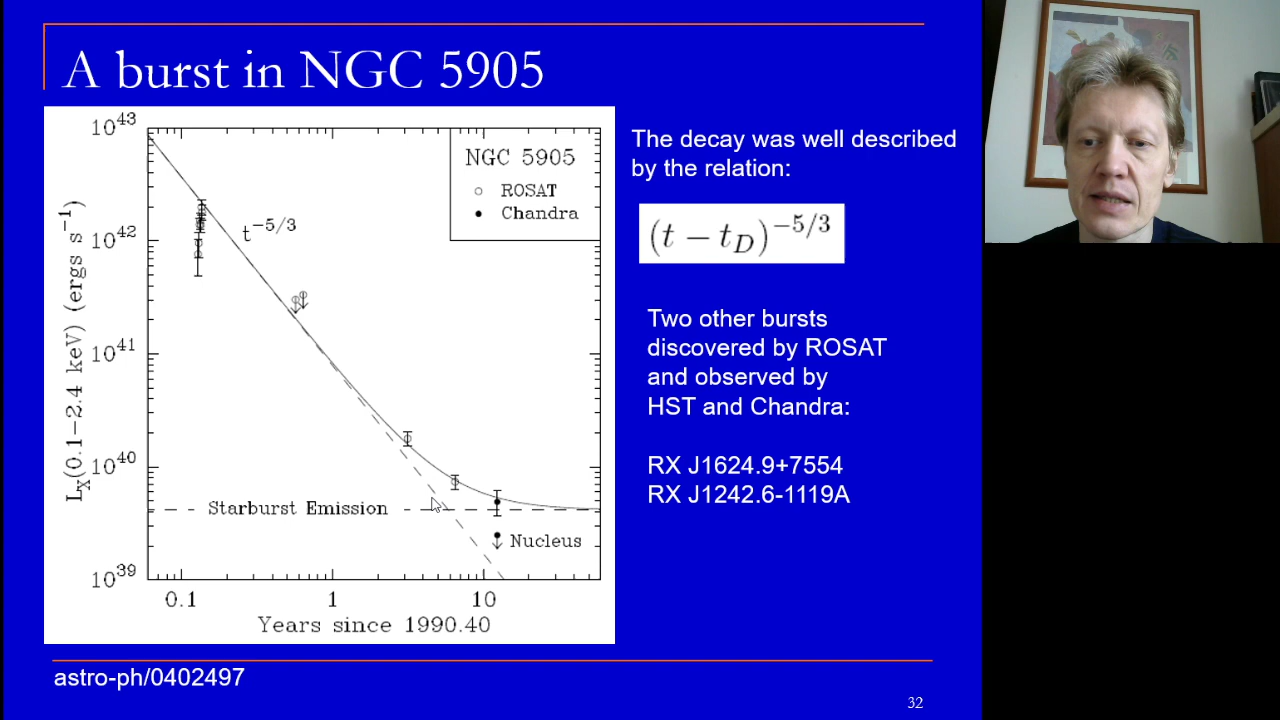 A burst in NGC 5905
NGC 5905
ROSAT
Chandra
t^{-5/3}
Starburst Emission
Nucleus
10^{43}
10^{42}
10^{41}
10^{40}
10^{39}
L_X(0.1−2.4 keV) (ergs s^{−1})
0.1
1
10
Years since 1990.40
The decay was well described
by the relation:
(t − t_D)^{−5/3}
Two other bursts
discovered by ROSAT
and observed by
HST and Chandra:
RX J1624.9+7554
RX J1242.6-1119A
astro-ph/0402497
32